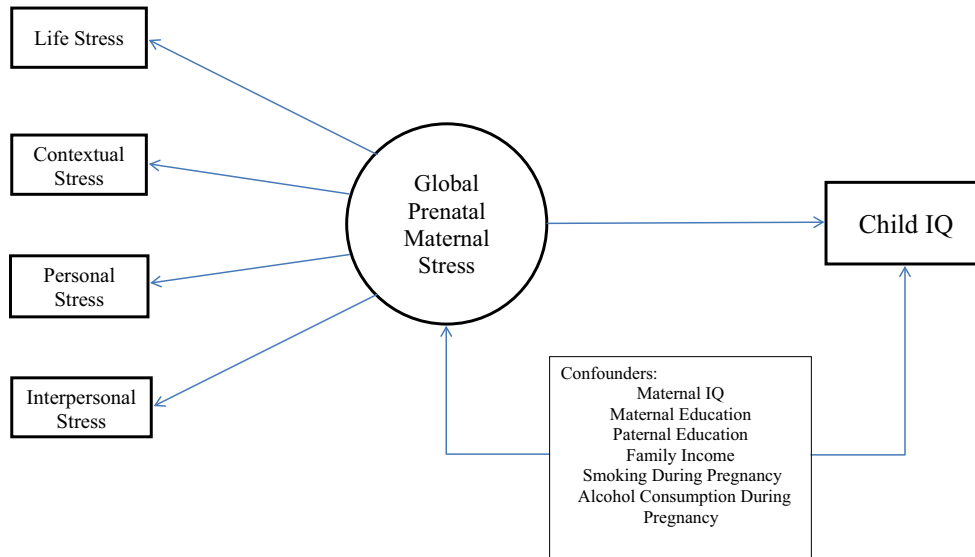 Life Stress
Contextual
Stress
Personal
Stress
Interpersonal
Stress
Global
Prenatal
Maternal
Stress
Child IQ
Confounders:
Maternal IQ
Maternal Education
Paternal Education
Family Income
Smoking During Pregnancy
Alcohol Consumption During
Pregnancy